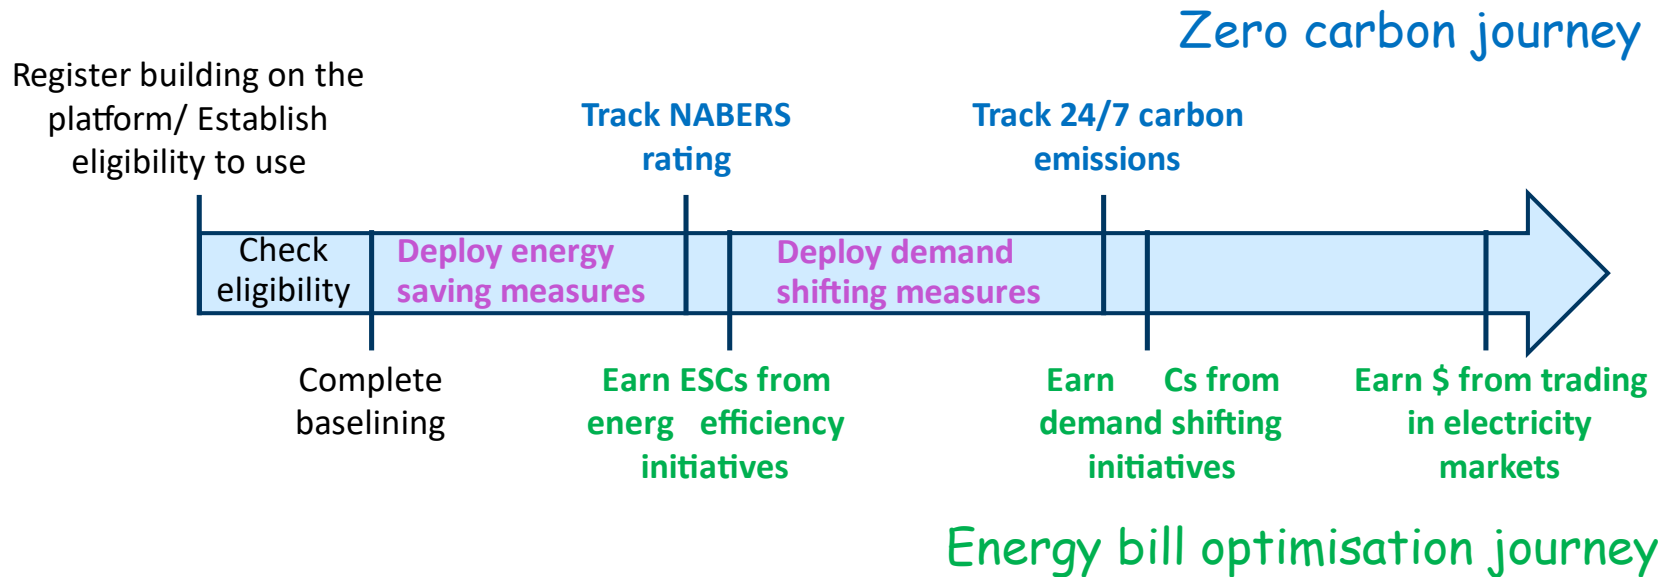 Zero carbon journey
Register building on the
platform/ Establish
eligibility to use
Track NABERS
rating
Track 24/7 carbon
emissions
Check
eligibility
Deploy energy
saving measures
Deploy demand
shifting measures
Complete
baselining
Earn ESCs from
energ efficiency
initiatives
Earn Cs from
demand shifting
initiatives
Earn $ from trading
in electricity
markets
Energy bill optimisation journey